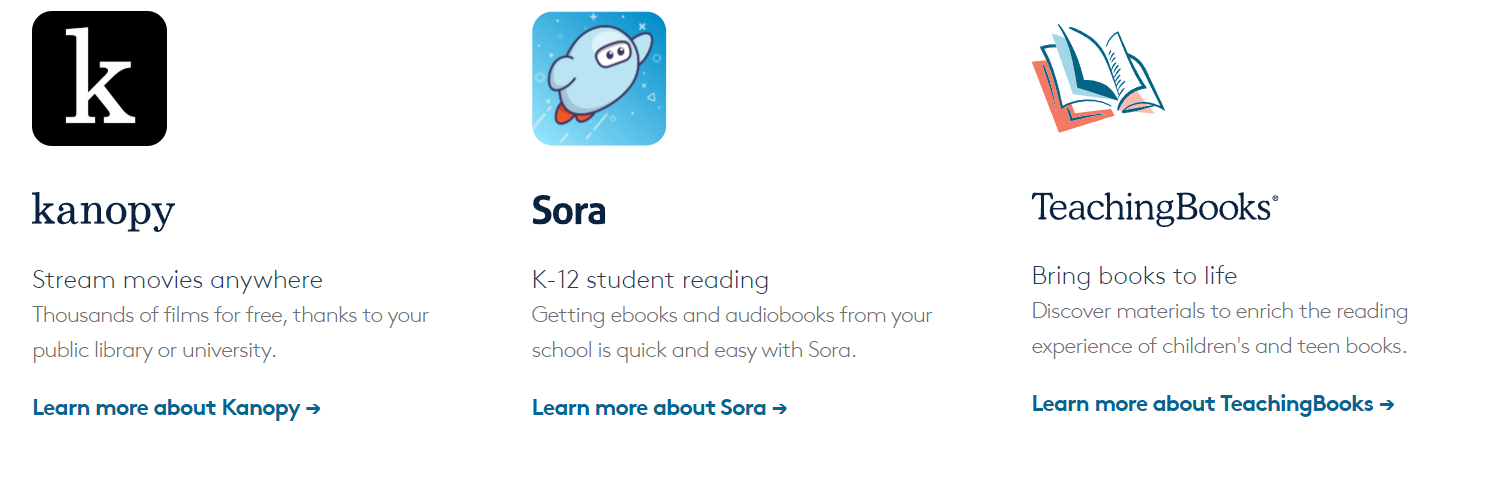 k
kanopy
Stream movies anywhere
Thousands of films for free, thanks to your
public library or university.
Learn more about Kanopy →
Sora
K-12 student reading
Getting ebooks and audiobooks from your
school is quick and easy with Sora.
Learn more about Sora →
TeachingBooks®
Bring books to life
Discover materials to enrich the reading
experience of children's and teen books.
Learn more about TeachingBooks →